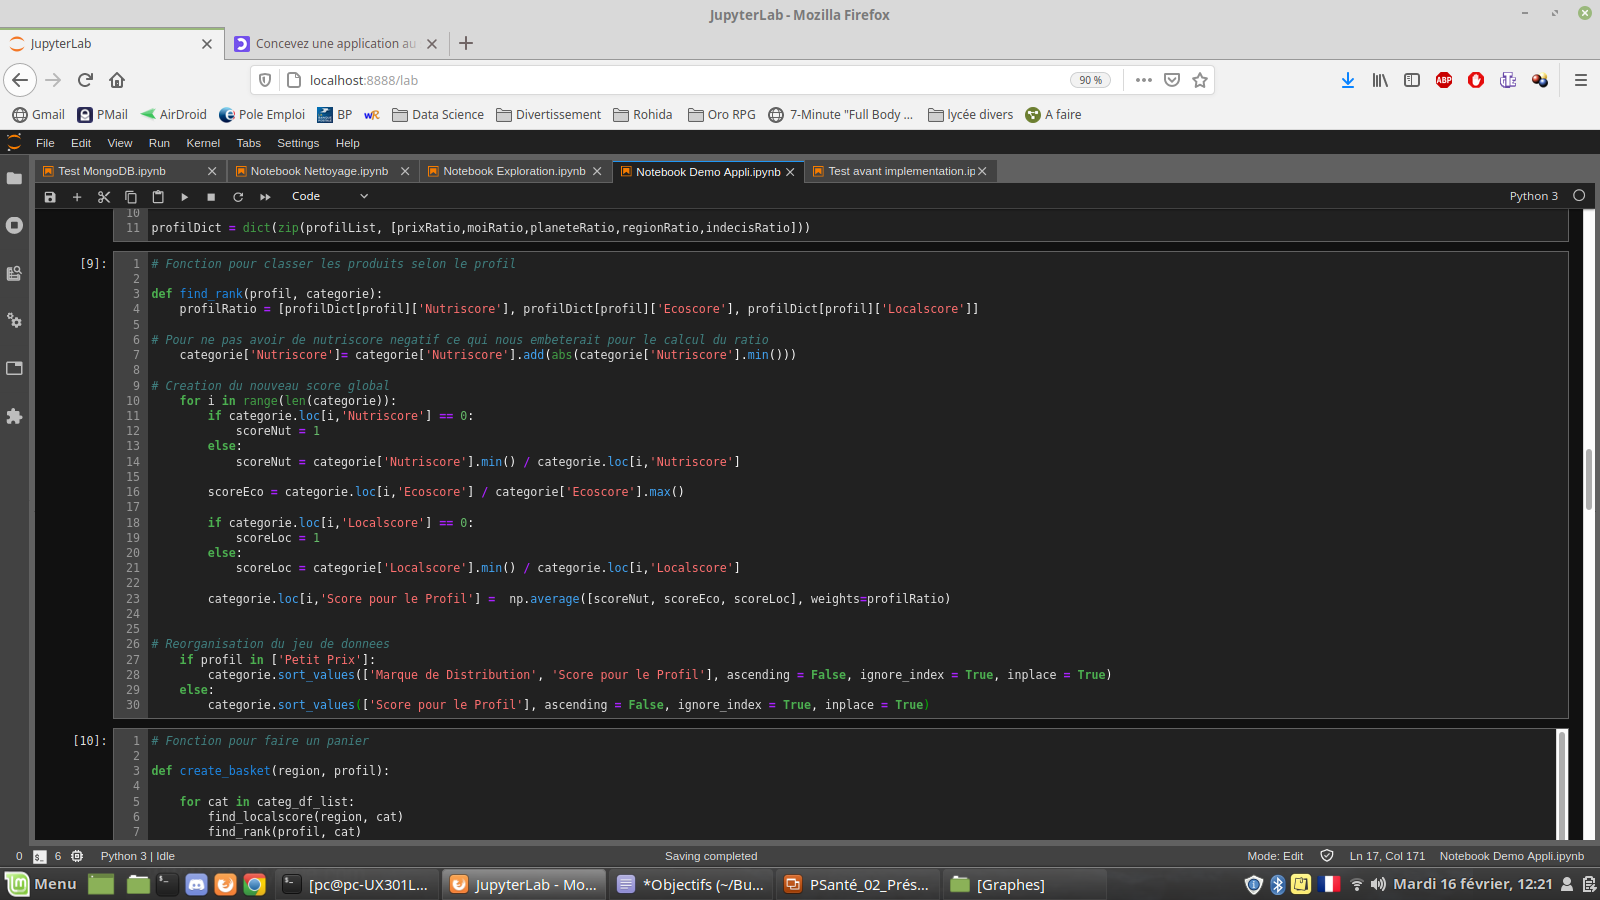 JupyterLab - Mozilla Firefox
JupyterLab
Concevez une application au
localhost:8888/lab
90 %
Gmail PMail AirDroid Pole Emploi BP wR Data Science Divertissement Rohida Oro RPG 7-Minute "Full Body ... lycée divers A faire
File Edit View Run Kernel Tabs Settings Help
Test MongoDB.ipynb Notebook Nettoyage.ipynb Notebook Exploration.ipynb Notebook Demo Appli.ipynb Test avant implementation.ip
Code Python 3
10
11 profilDict = dict(zip(profilList, [prixRatio,moiRatio,planeteRatio,regionRatio,indecisRatio]))
[9]: 1 # Fonction pour classer les produits selon le profil
2
3 def find_rank(profil, categorie):
4 profilRatio = [profilDict[profil]['Nutriscore'], profilDict[profil]['Ecoscore'], profilDict[profil]['Localscore']]
5
6 # Pour ne pas avoir de nutriscore negatif ce qui nous embeterait pour le calcul du ratio
7 categorie['Nutriscore']= categorie['Nutriscore'].add(abs(categorie['Nutriscore'].min()))
8
9 # Creation du nouveau score global
10 for i in range(len(categorie)):
11 if categorie.loc[i,'Nutriscore'] == 0:
12 scoreNut = 1
13 else:
14 scoreNut = categorie['Nutriscore'].min() / categorie.loc[i,'Nutriscore']
15
16 scoreEco = categorie.loc[i,'Ecoscore'] / categorie['Ecoscore'].max()
17
18 if categorie.loc[i,'Localscore'] == 0:
19 scoreLoc = 1
20 else:
21 scoreLoc = categorie['Localscore'].min() / categorie.loc[i,'Localscore']
22
23 categorie.loc[i,'Score pour le Profil'] =  np.average([scoreNut, scoreEco, scoreLoc], weights=profilRatio)
24
25
26 # Reorganisation du jeu de donnees
27 if profil in ['Petit Prix']:
28 categorie.sort_values(['Marque de Distribution', 'Score pour le Profil'], ascending = False, ignore_index = True, inplace = True)
29 else:
30 categorie.sort_values(['Score pour le Profil'], ascending = False, ignore_index = True, inplace = True)
[10]: 1 # Fonction pour faire un panier
2
3 def create_basket(region, profil):
4
5 for cat in categ_df_list:
6 find_localscore(region, cat)
7 find_rank(profil, cat)
0 6 Python 3 | Idle Saving completed Mode: Edit Ln 17, Col 171 Notebook Demo Appli.ipynb
Menu [pc@pc-UX301L... JupyterLab - Mo... *Objectifs (~/Bu... PSanté_02_Prés... [Graphes] Mardi 16 février, 12:21